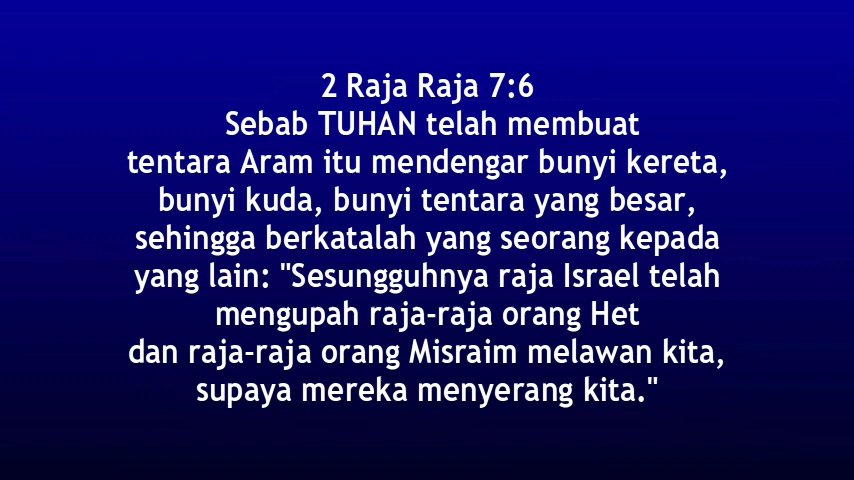 2 Raja Raja 7:6
Sebab TUHAN telah membuat
tentara Aram itu mendengar bunyi kereta,
bunyi kuda, bunyi tentara yang besar,
sehingga berkatalah yang seorang kepada
yang lain: "Sesungguhnya raja Israel telah
mengupah raja-raja orang Het
dan raja-raja orang Misraim melawan kita,
supaya mereka menyerang kita."